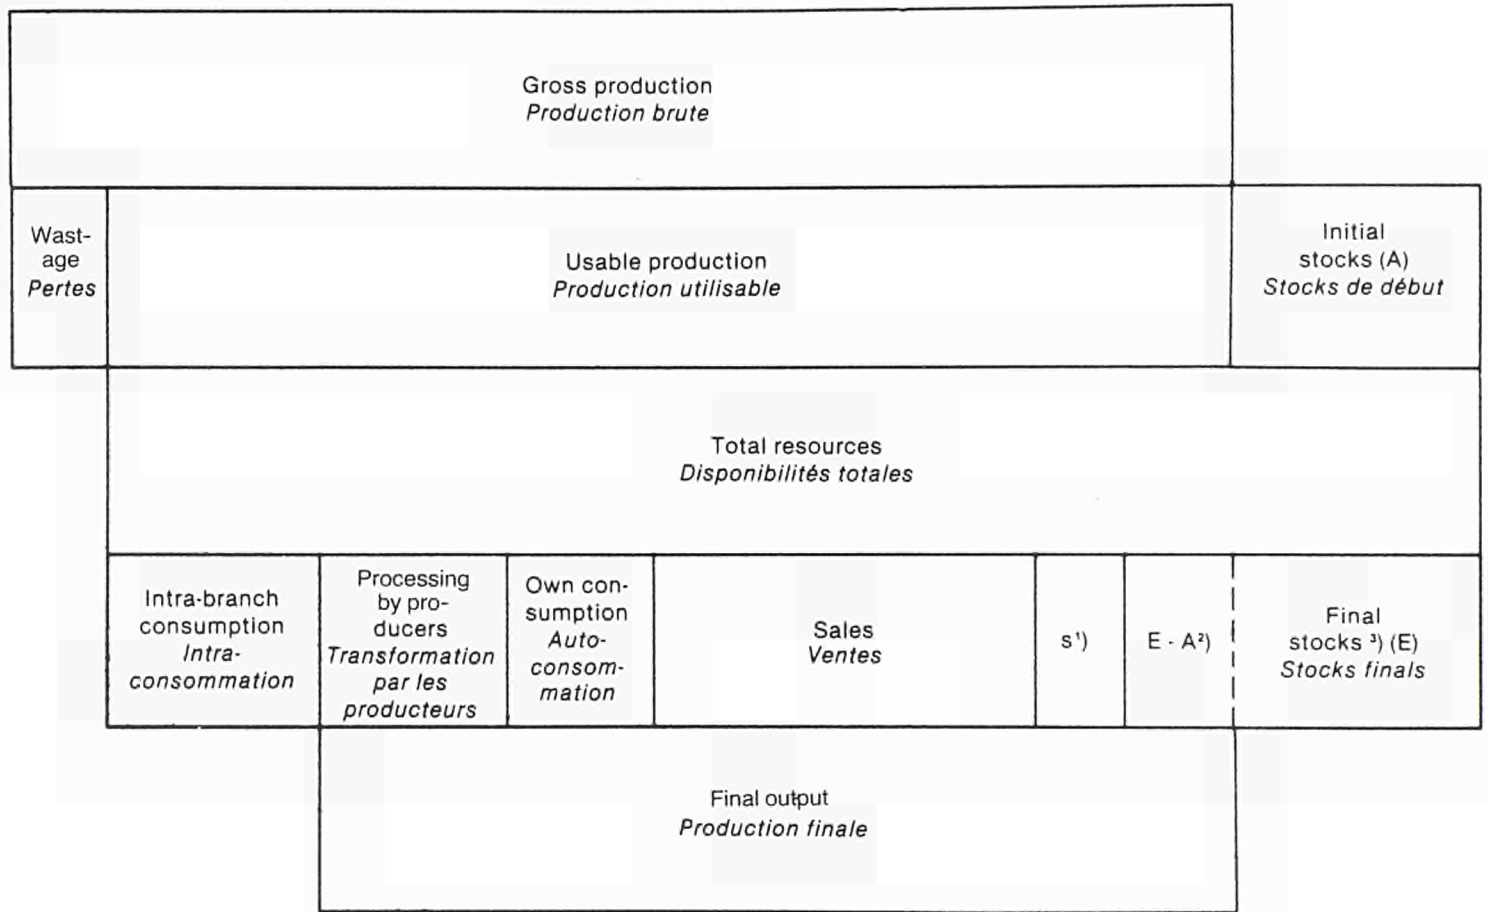 Gross production
Production brute
Wast-
age
Pertes
Usable production
Production utilisable
Initial
stocks (A)
Stocks de début
Total resources
Disponibilités totales
Intra-branch
consumption
Intra-
consommation
Processing
by pro-
ducers
Transformation
par les
producteurs
Own con-
sumption
Auto-
consom-
mation
Sales
Ventes
s¹)
E - A²)
Final
stocks ³) (E)
Stocks finals
Final output
Production finale